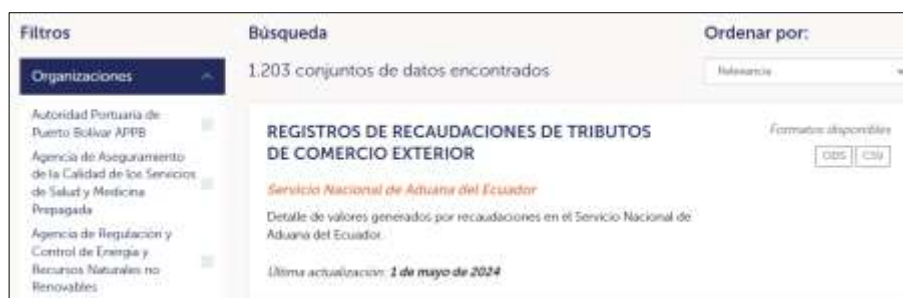 Filtros
Organizaciones
Autoridad Portuaria de
Puerto Bolívar APPB
Agencia de Aseguramiento
de la Calidad de los Servicios
de Salud y Medicina
Prepagada
Agencia de Regulación y
Control de Energía y
Recursos Naturales no
Renovables
Búsqueda
1.203 conjuntos de datos encontrados
Ordenar por:
Relevancia
REGISTROS DE RECAUDACIONES DE TRIBUTOS
DE COMERCIO EXTERIOR
Formatos disponibles
ODS CSV
Servicio Nacional de Aduana del Ecuador
Detalle de valores generados por recaudaciones en el Servicio Nacional de
Aduana del Ecuador.
Última actualización: 1 de mayo de 2024